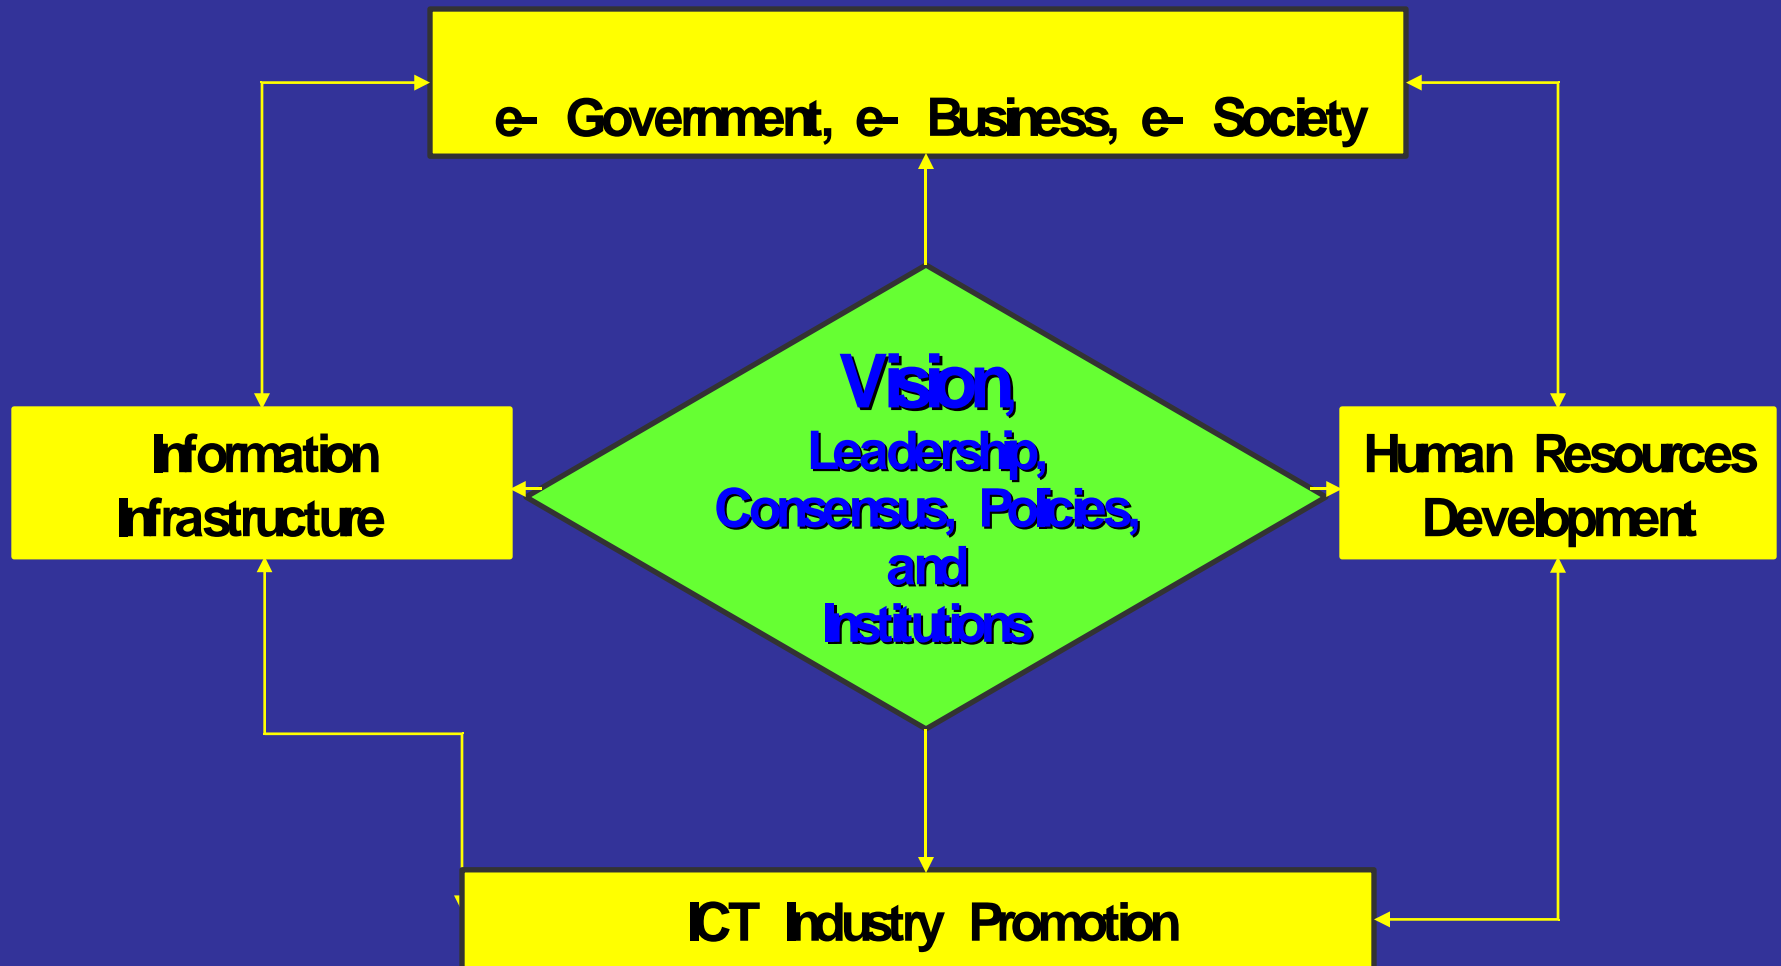 e- Government, e- Business, e- Society
Vision,
Leadership,
Consensus, Policies,
and
Institutions
Information
Infrastructure
Human Resources
Development
ICT Industry Promotion